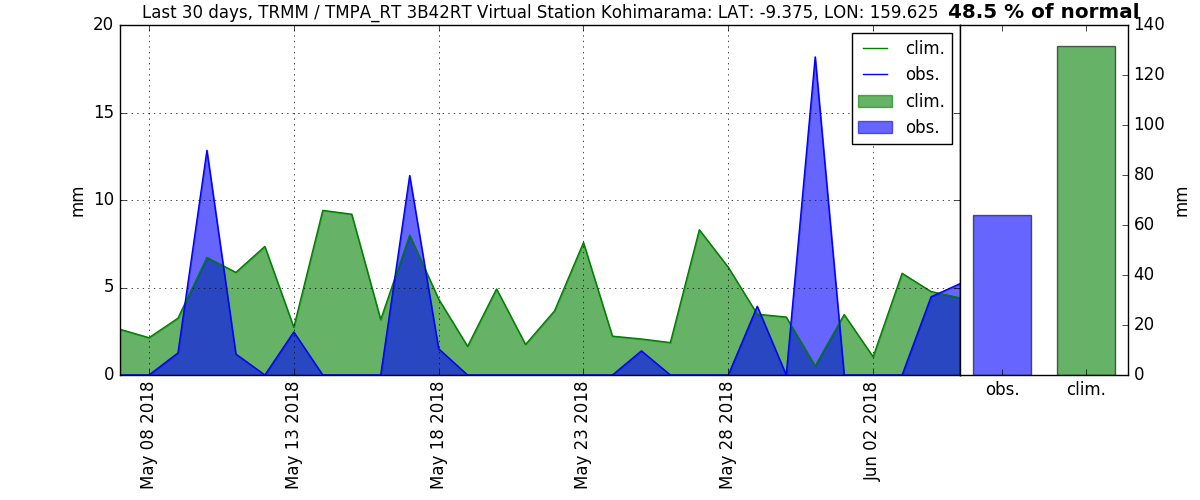 Last 30 days, TRMM / TMPA_RT 3B42RT Virtual Station Kohimarama: LAT: -9.375, LON: 159.625
48.5 % of normal
20
15
10
5
0
mm
clim.
obs.
clim.
obs.
May 08 2018
May 13 2018
May 18 2018
May 23 2018
May 28 2018
Jun 02 2018
140
120
100
80
60
40
20
0
mm
obs.
clim.